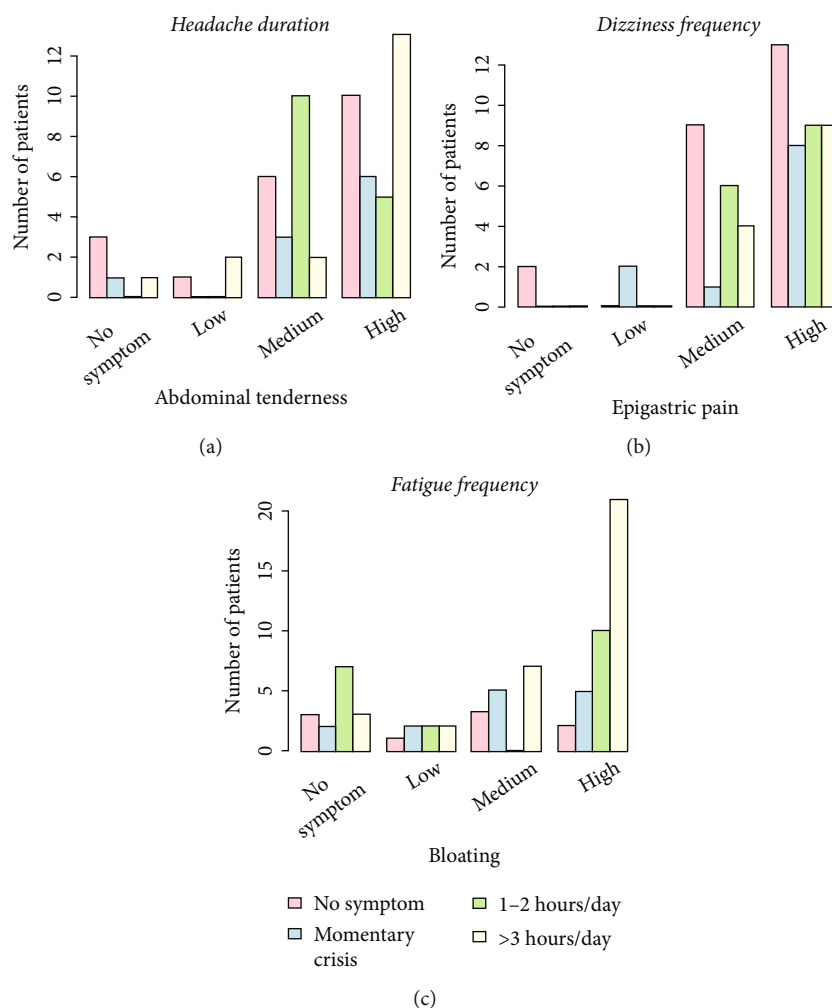 Headache duration
Number of patients
0 2 4 6 8 10 12
No symptom Low Medium High
Abdominal tenderness
(a)
Dizziness frequency
Number of patients
0 2 4 6 8 10 12
No symptom Low Medium High
Epigastric pain
(b)
Fatigue frequency
Number of patients
0 5 10 15 20
No symptom Low Medium High
Bloating
No symptom
Momentary
crisis
1–2 hours/day
>3 hours/day
(c)